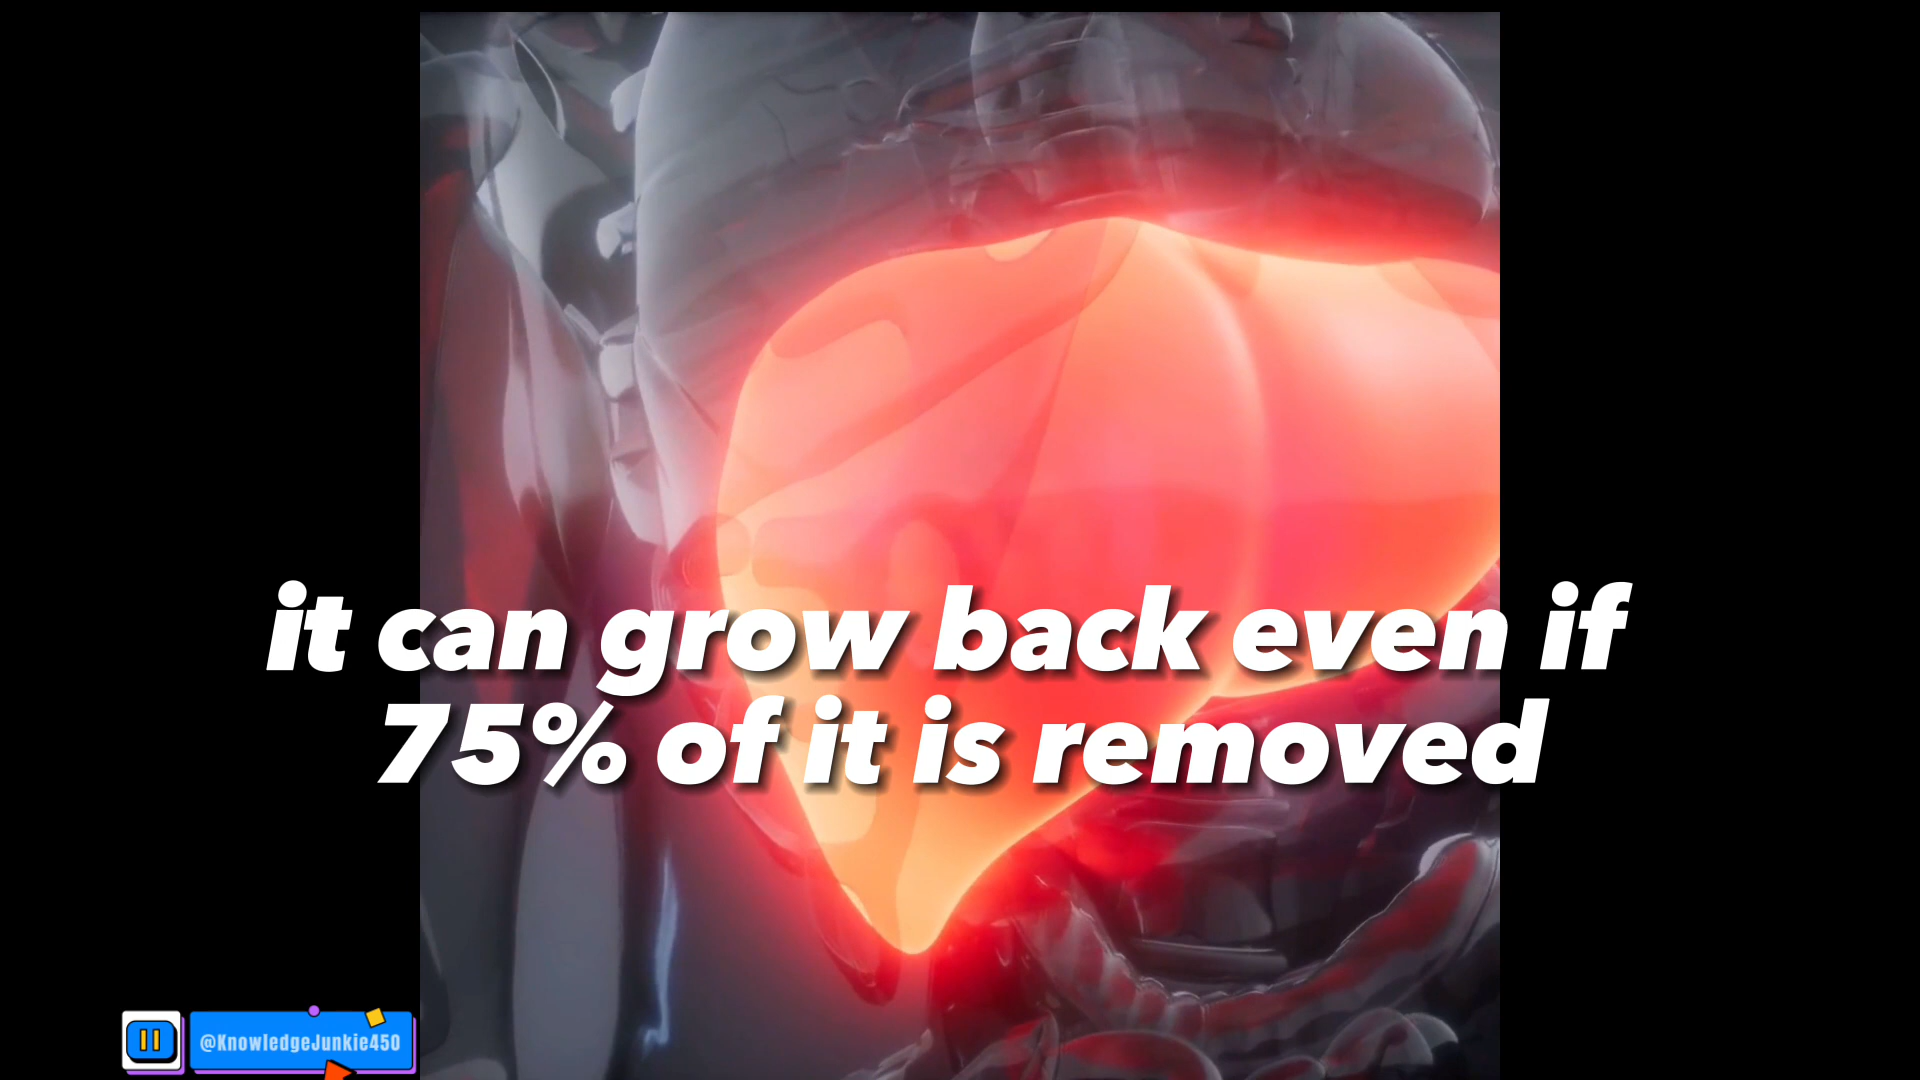 it can grow back even if
75% of it is removed
@KnowledgeJunkie450